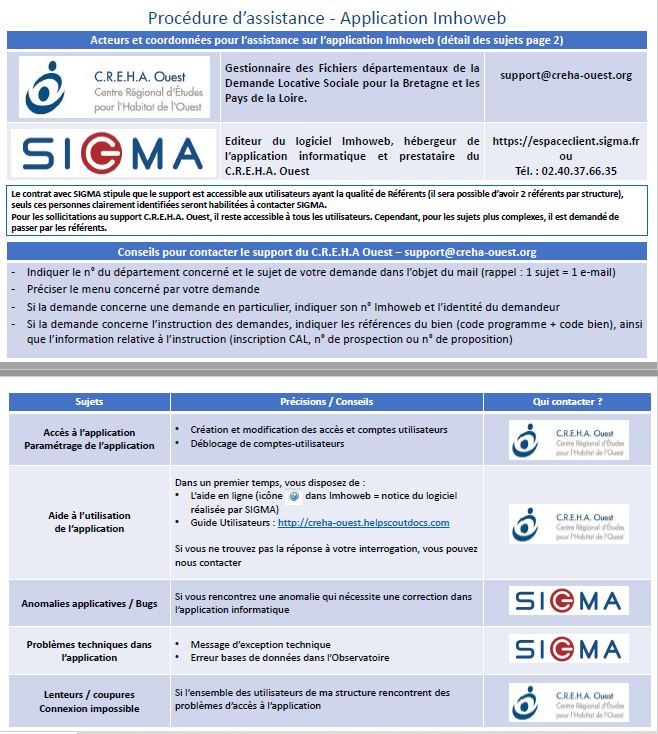 Procédure d'assistance - Application Imhoweb
Acteurs et coordonnées pour l'assistance sur l'application Imhoweb (détail des sujets page 2)
C.R.E.H.A. Ouest
Centre Régional d'Études
pour l'Habitat de l'Ouest
Gestionnaire des Fichiers départementaux de la
Demande Locative Sociale pour la Bretagne et les
Pays de la Loire.
support@creha-ouest.org
SIGMA
Editeur du logiciel Imhoweb, hébergeur de
l'application informatique et prestataire du
C.R.E.H.A. Ouest
https://espaceclient.sigma.fr
ou
Tél. : 02.40.37.66.35
Le contrat avec SIGMA stipule que le support est accessible aux utilisateurs ayant la qualité de Référents (il sera possible d'avoir 2 référents par structure),
seuls ces personnes clairement identifiées seront habilitées à contacter SIGMA.
Pour les sollicitations au support C.R.E.H.A. Ouest, il reste accessible à tous les utilisateurs. Cependant, pour les sujets plus complexes, il est demandé de
passer par les référents.
Conseils pour contacter le support du C.R.E.H.A Ouest – support@creha-ouest.org
- Indiquer le n° du département concerné et le sujet de votre demande dans l'objet du mail (rappel : 1 sujet = 1 e-mail)
- Préciser le menu concerné par votre demande
- Si la demande concerne une demande en particulier, indiquer son n° Imhoweb et l'identité du demandeur
- Si la demande concerne l'instruction des demandes, indiquer les références du bien (code programme + code bien), ainsi
que l'information relative à l'instruction (inscription CAL, n° de prospection ou n° de proposition)
Sujets
Précisions / Conseils
Qui contacter ?
Accès à l'application
Paramétrage de l'application
• Création et modification des accès et comptes utilisateurs
• Déblocage de comptes-utilisateurs
C.R.E.H.A. Ouest
Centre Régional d'Études
pour l'Habitat de l'Ouest
Aide à l'utilisation
de l'application
Dans un premier temps, vous disposez de :
• L'aide en ligne (icône ? dans Imhoweb = notice du logiciel
réalisée par SIGMA)
• Guide Utilisateurs : http://creha-ouest.helpscoutdocs.com
Si vous ne trouvez pas la réponse à votre interrogation, vous pouvez
nous contacter
C.R.E.H.A. Ouest
Centre Régional d'Études
pour l'Habitat de l'Ouest
Anomalies applicatives / Bugs
Si vous rencontrez une anomalie qui nécessite une correction dans
l'application informatique
SIGMA
Problèmes techniques dans
l'application
• Message d'exception technique
• Erreur bases de données dans l'Observatoire
SIGMA
Lenteurs / coupures
Connexion impossible
Si l'ensemble des utilisateurs de ma structure rencontrent des
problèmes d'accès à l'application
C.R.E.H.A. Ouest
Centre Régional d'Études
pour l'Habitat de l'Ouest